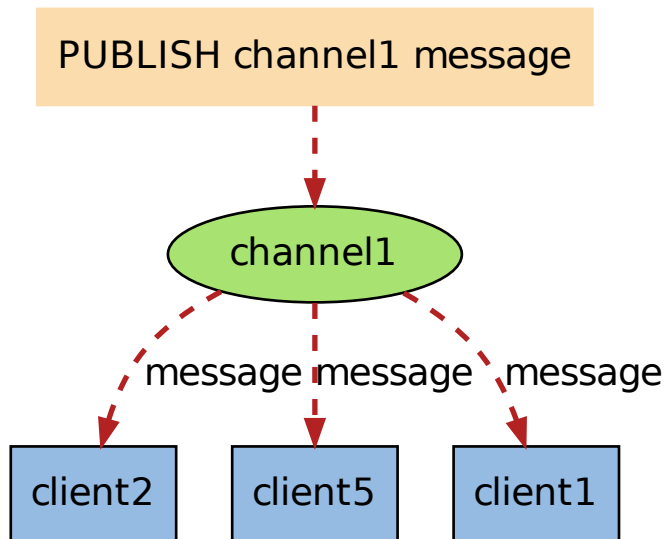 PUBLISH channel1 message
channel1
message message message
client2 client5 client1